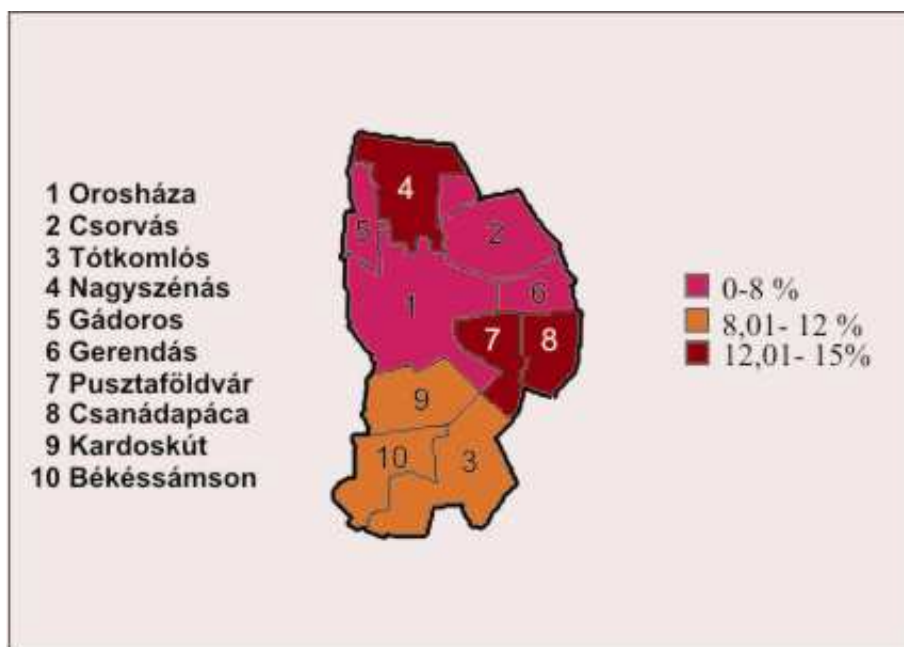 1 Orosháza
2 Csorvás
3 Tótkomlós
4 Nagyszénás
5 Gádoros
6 Gerendás
7 Pusztaföldvár
8 Csanádapáca
9 Kardoskút
10 Békéssámson
4
5
2
1
6
7
8
9
10
3
0-8 %
8,01- 12 %
12,01- 15%